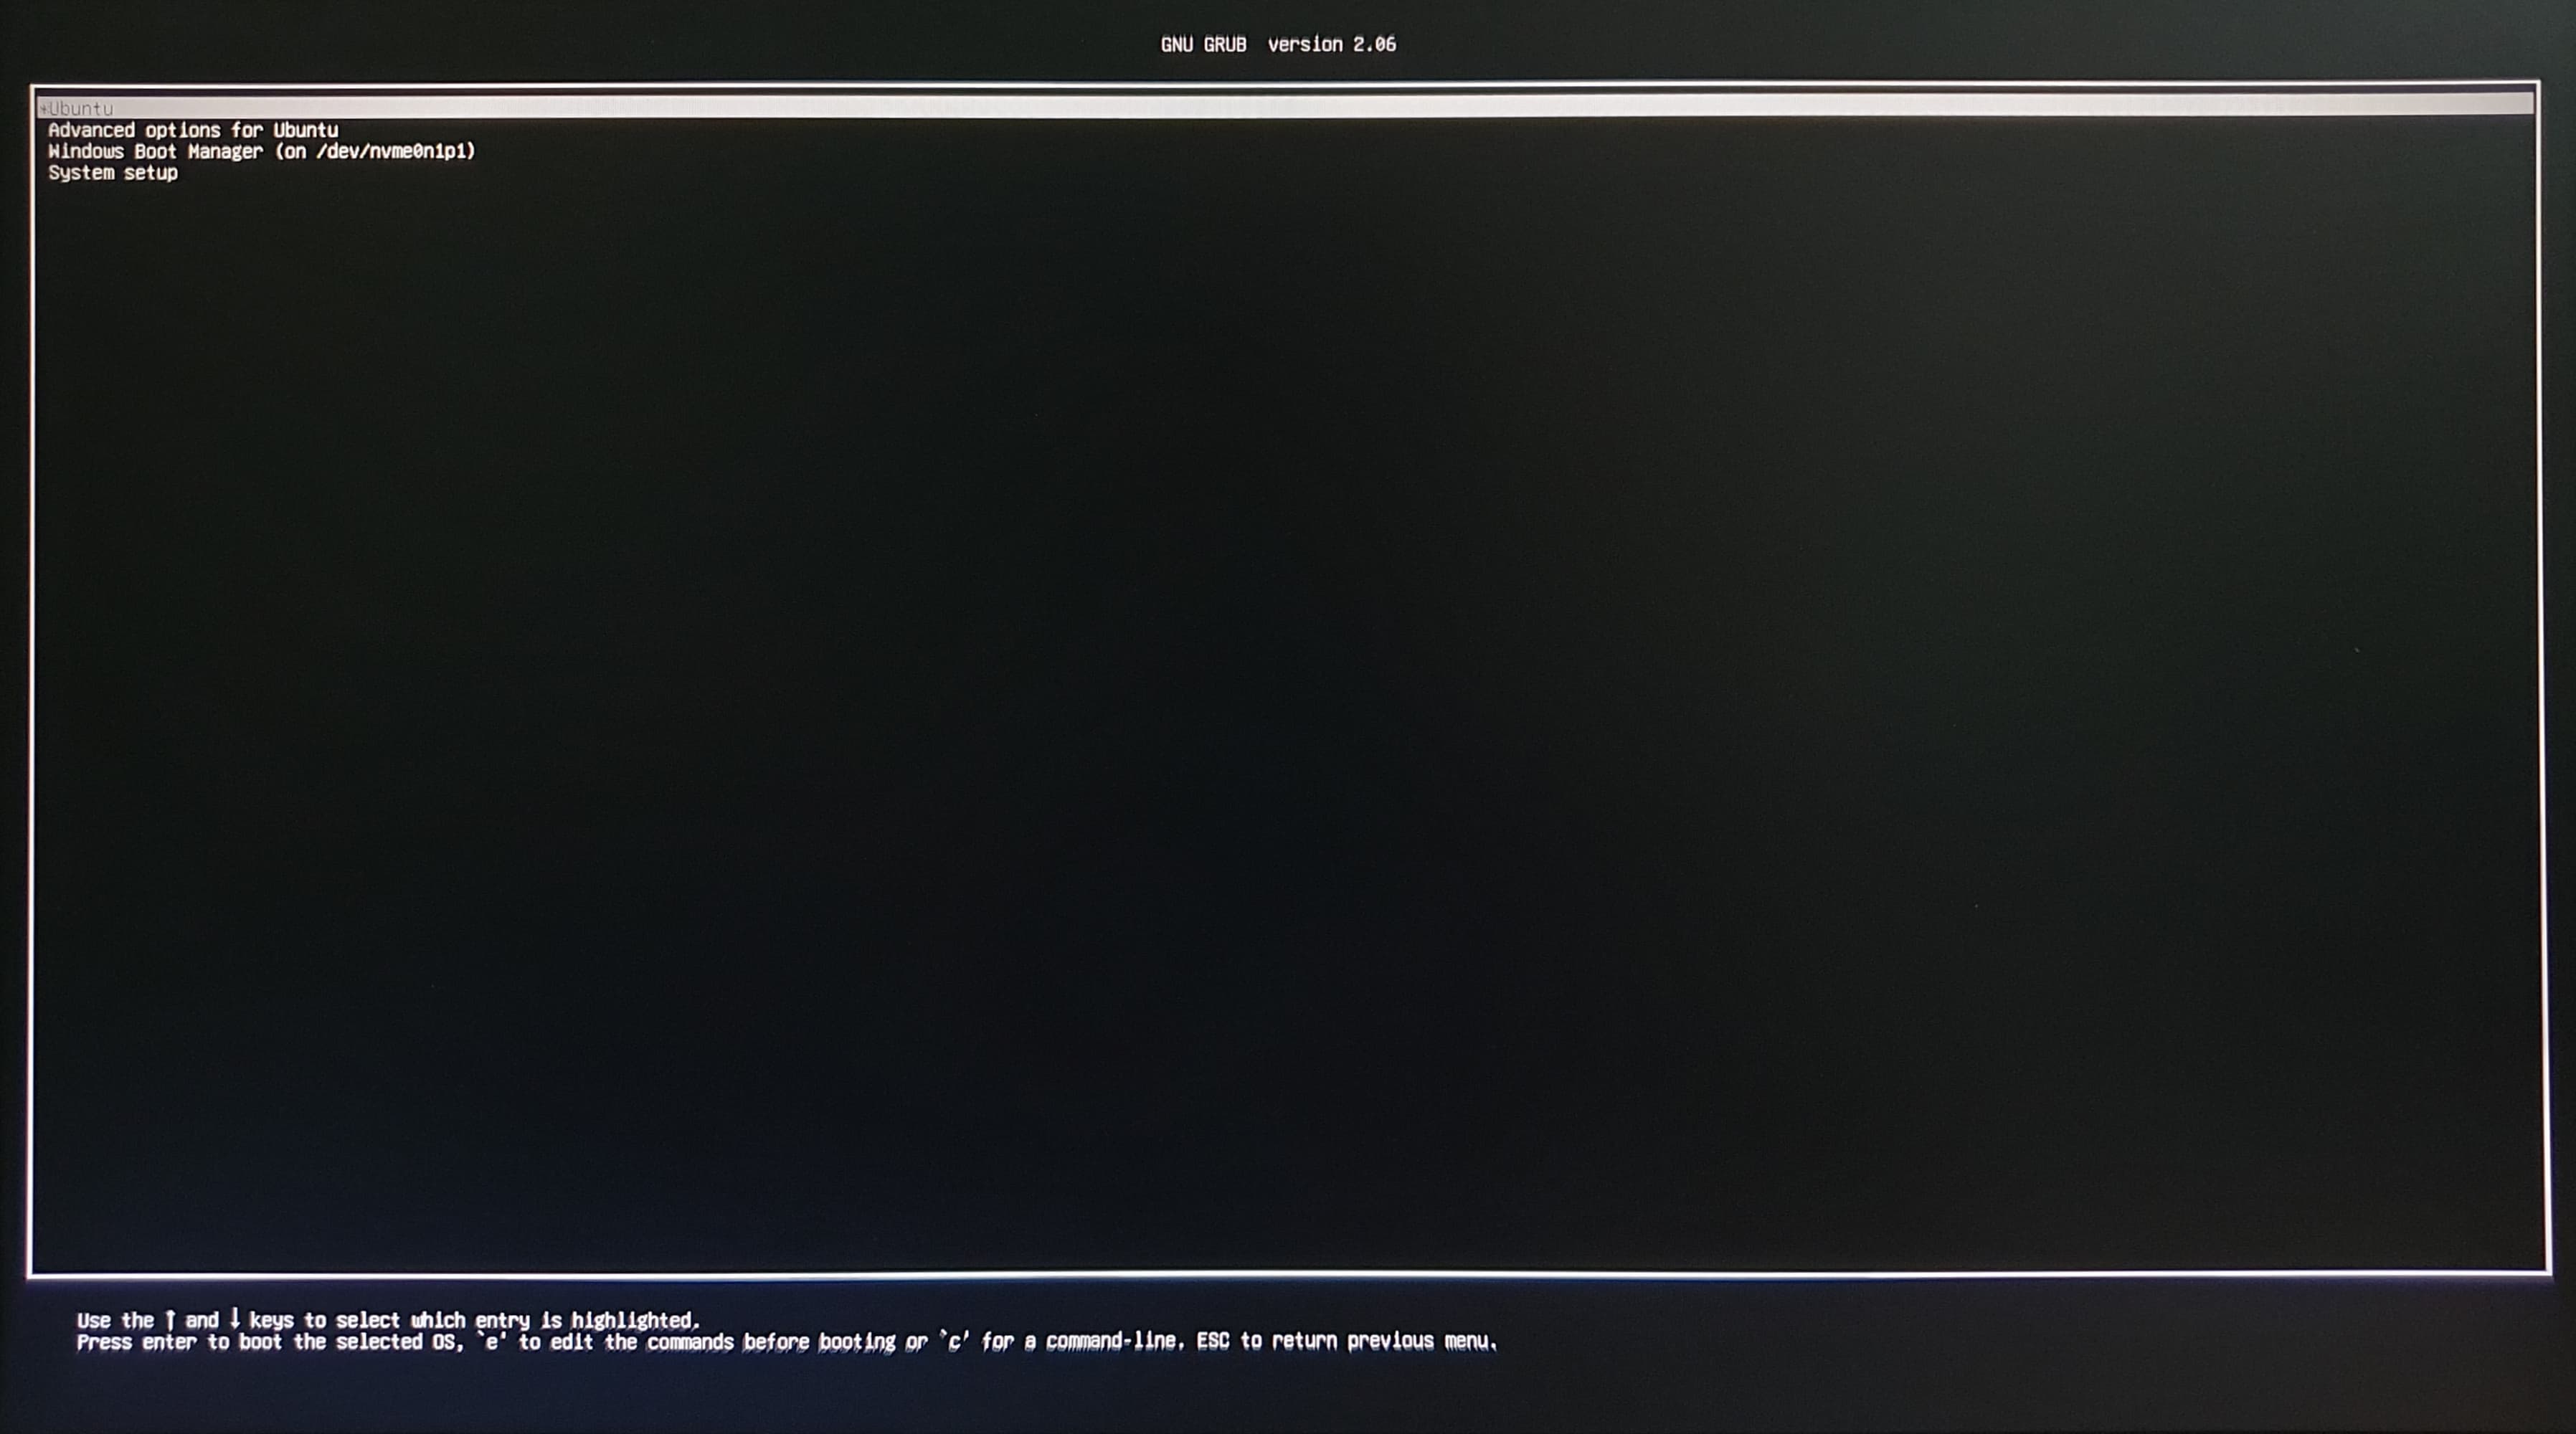 GNU GRUB  version 2.06
*Ubuntu
Advanced options for Ubuntu
Windows Boot Manager (on /dev/nvme0n1p1)
System setup
Use the ↑ and ↓ keys to select which entry is highlighted.
Press enter to boot the selected OS, `e' to edit the commands before booting or `c' for a command-line. ESC to return previous menu.